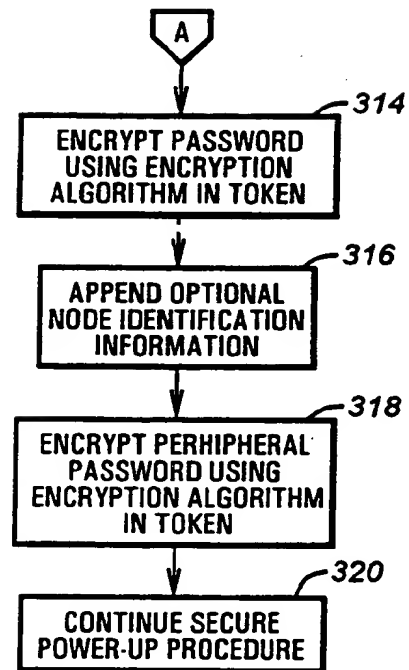 A
314
ENCRYPT PASSWORD
USING ENCRYPTION
ALGORITHM IN TOKEN
316
APPEND OPTIONAL
NODE IDENTIFICATION
INFORMATION
318
ENCRYPT PERHIPHERAL
PASSWORD USING
ENCRYPTION ALGORITHM
IN TOKEN
320
CONTINUE SECURE
POWER-UP PROCEDURE